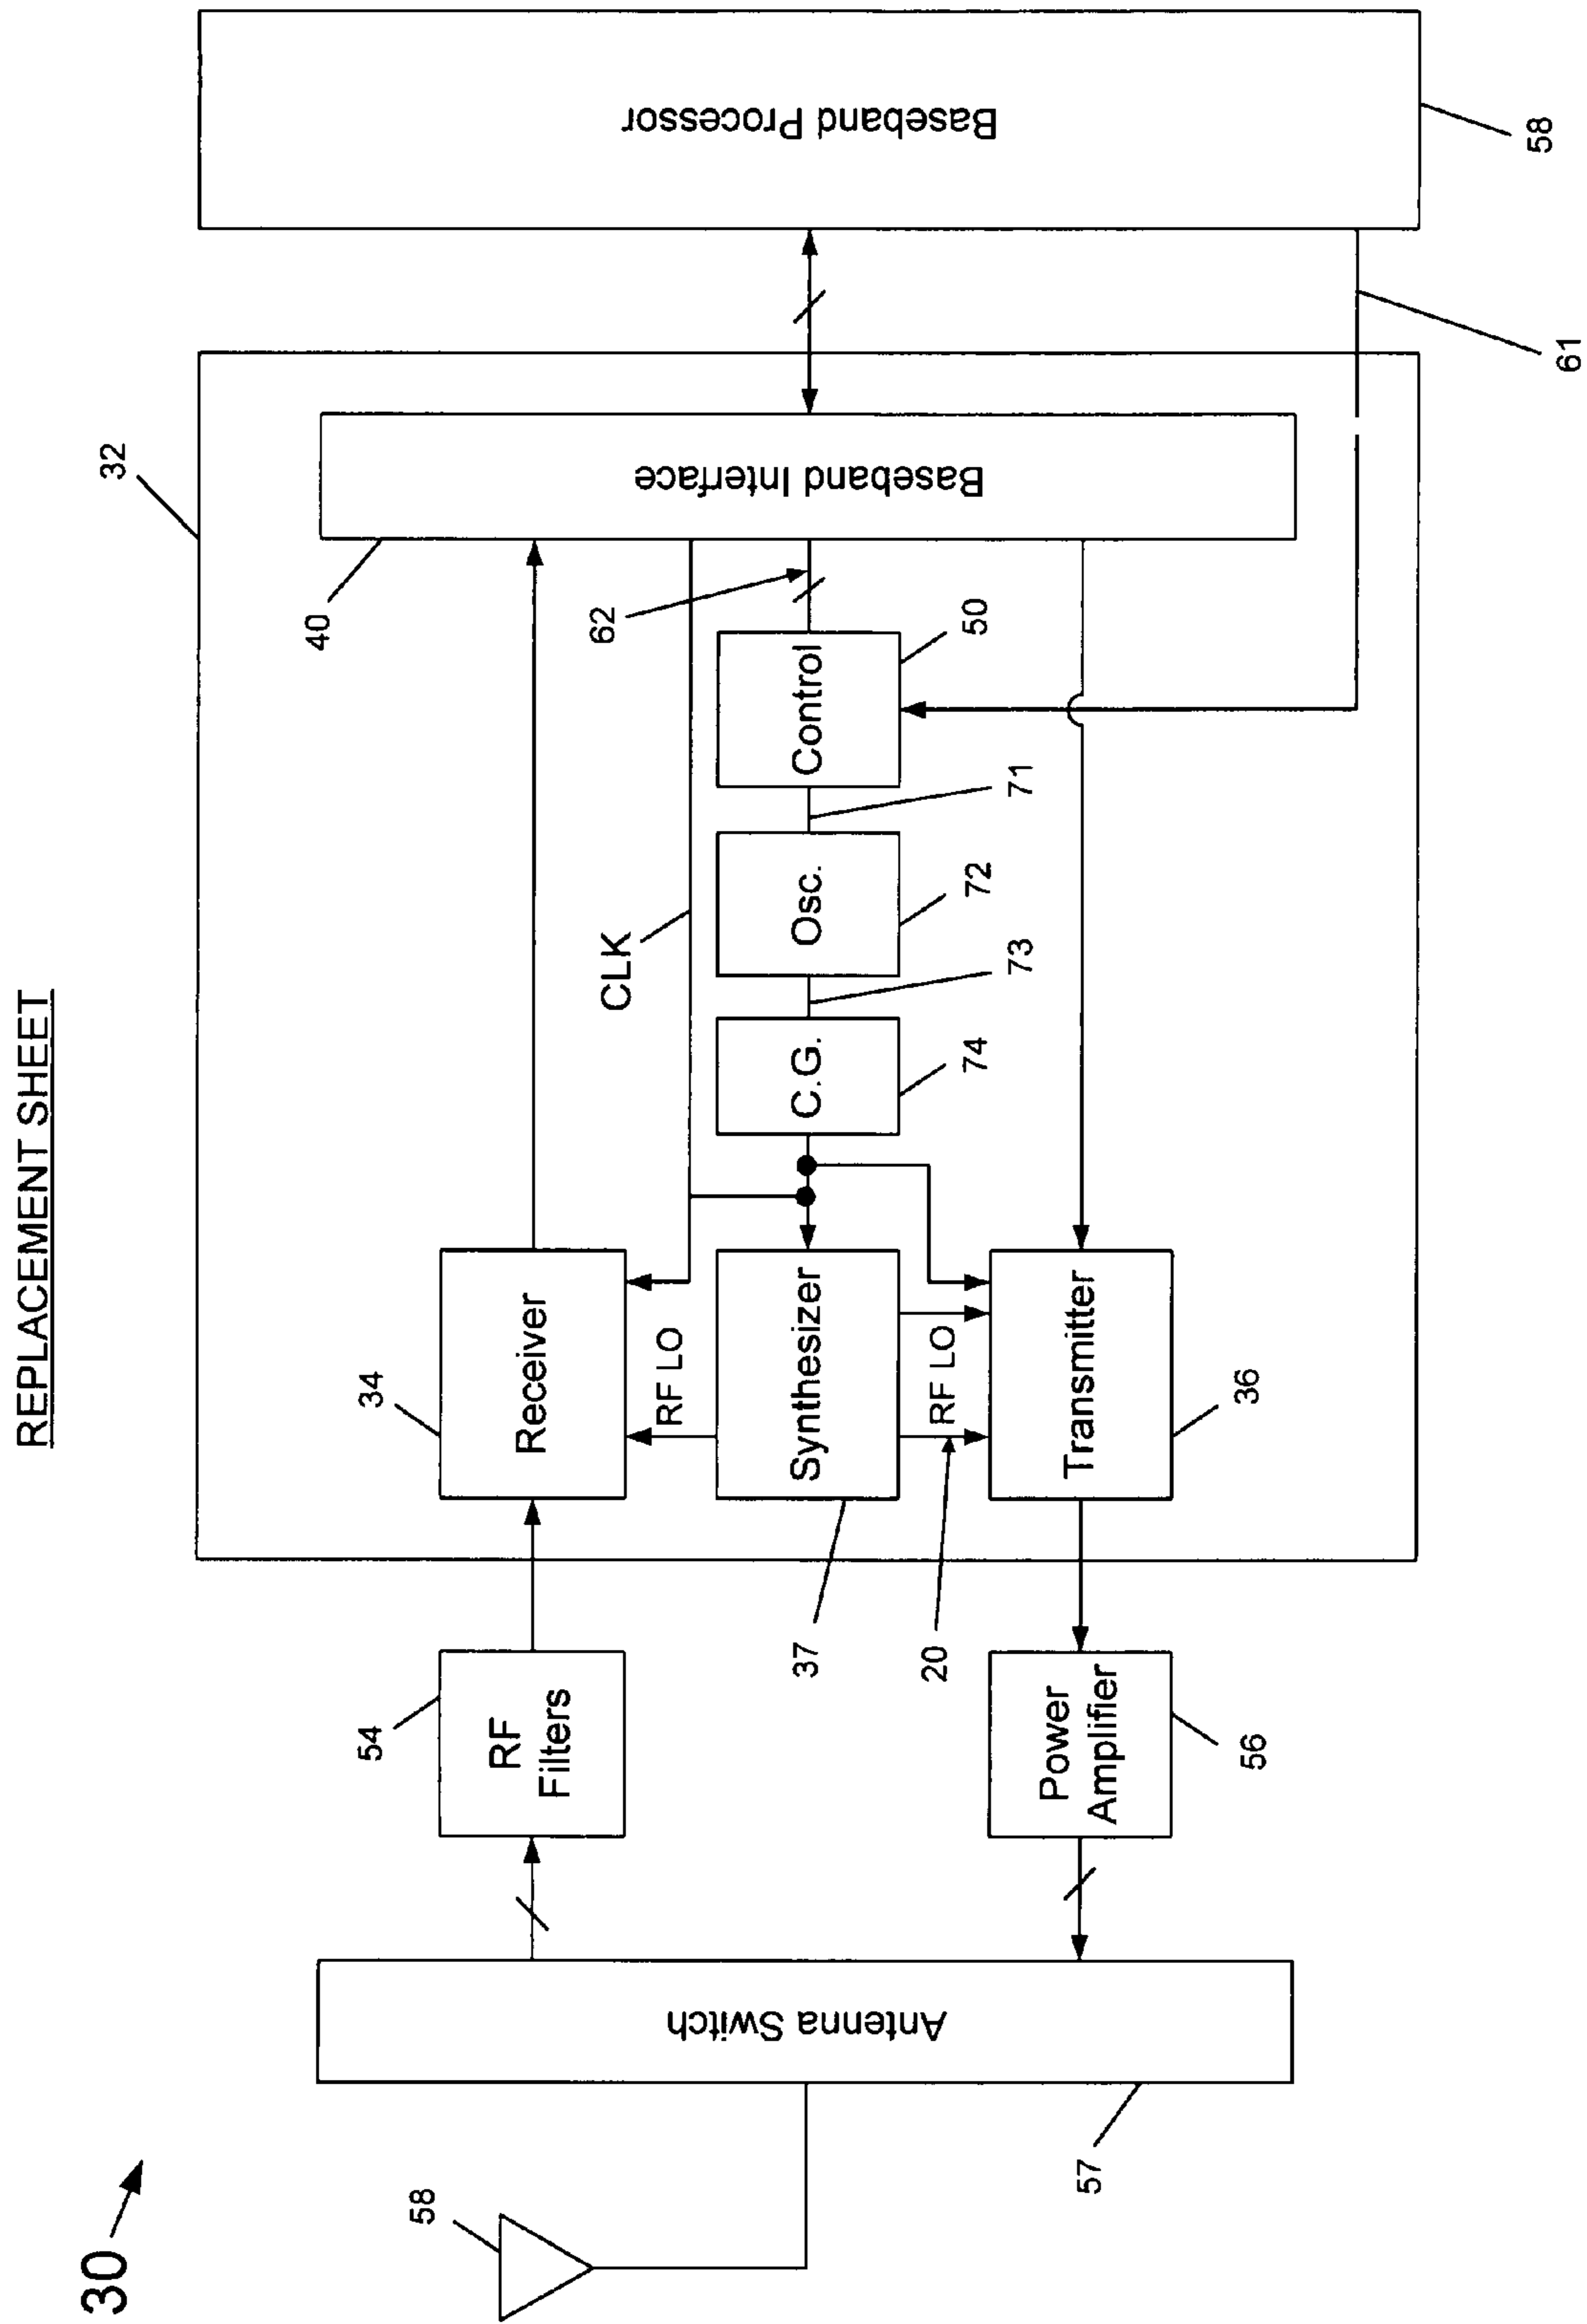 REPLACEMENT SHEET
30
32
Baseband Processor
58
61
Baseband Interface
40
62
Control
50
71
Osc.
72
73
C.G.
74
CLK
Receiver
34
RF LO
Synthesizer
37
RF LO
20
Transmitter
36
RF
Filters
54
Power
Amplifier
56
Antenna Switch
57
58